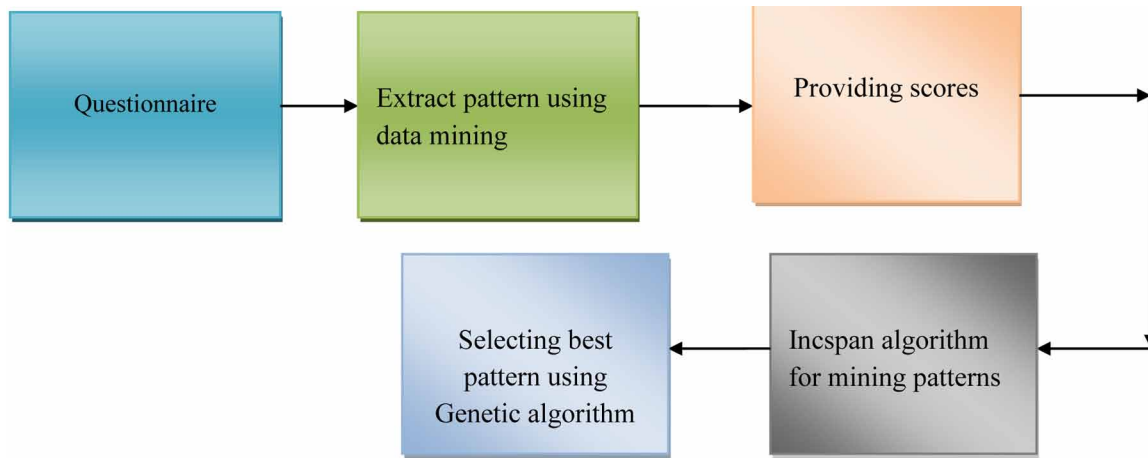 Questionnaire
Extract pattern using
data mining
Providing scores
Incspan algorithm
for mining patterns
Selecting best
pattern using
Genetic algorithm